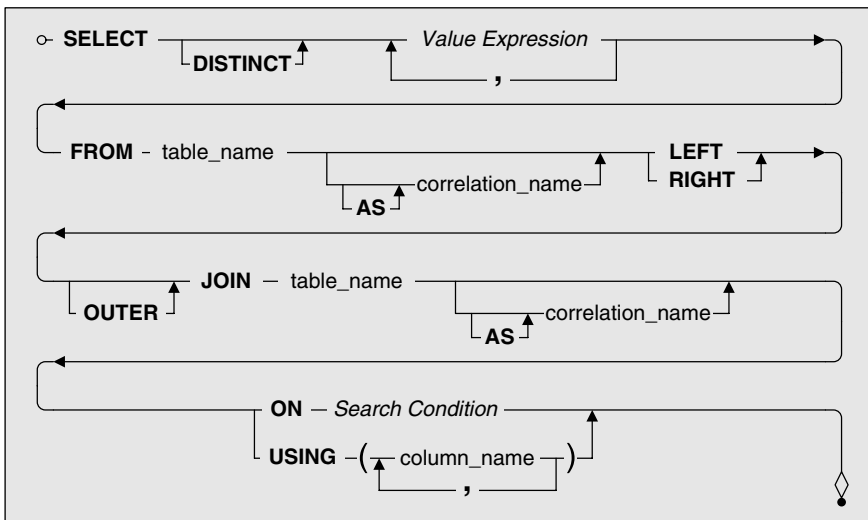 SELECT Value Expression
DISTINCT
,
FROM table_name LEFT
correlation_name RIGHT
AS
JOIN table_name
OUTER correlation_name
AS
ON Search Condition
USING ( column_name )
,